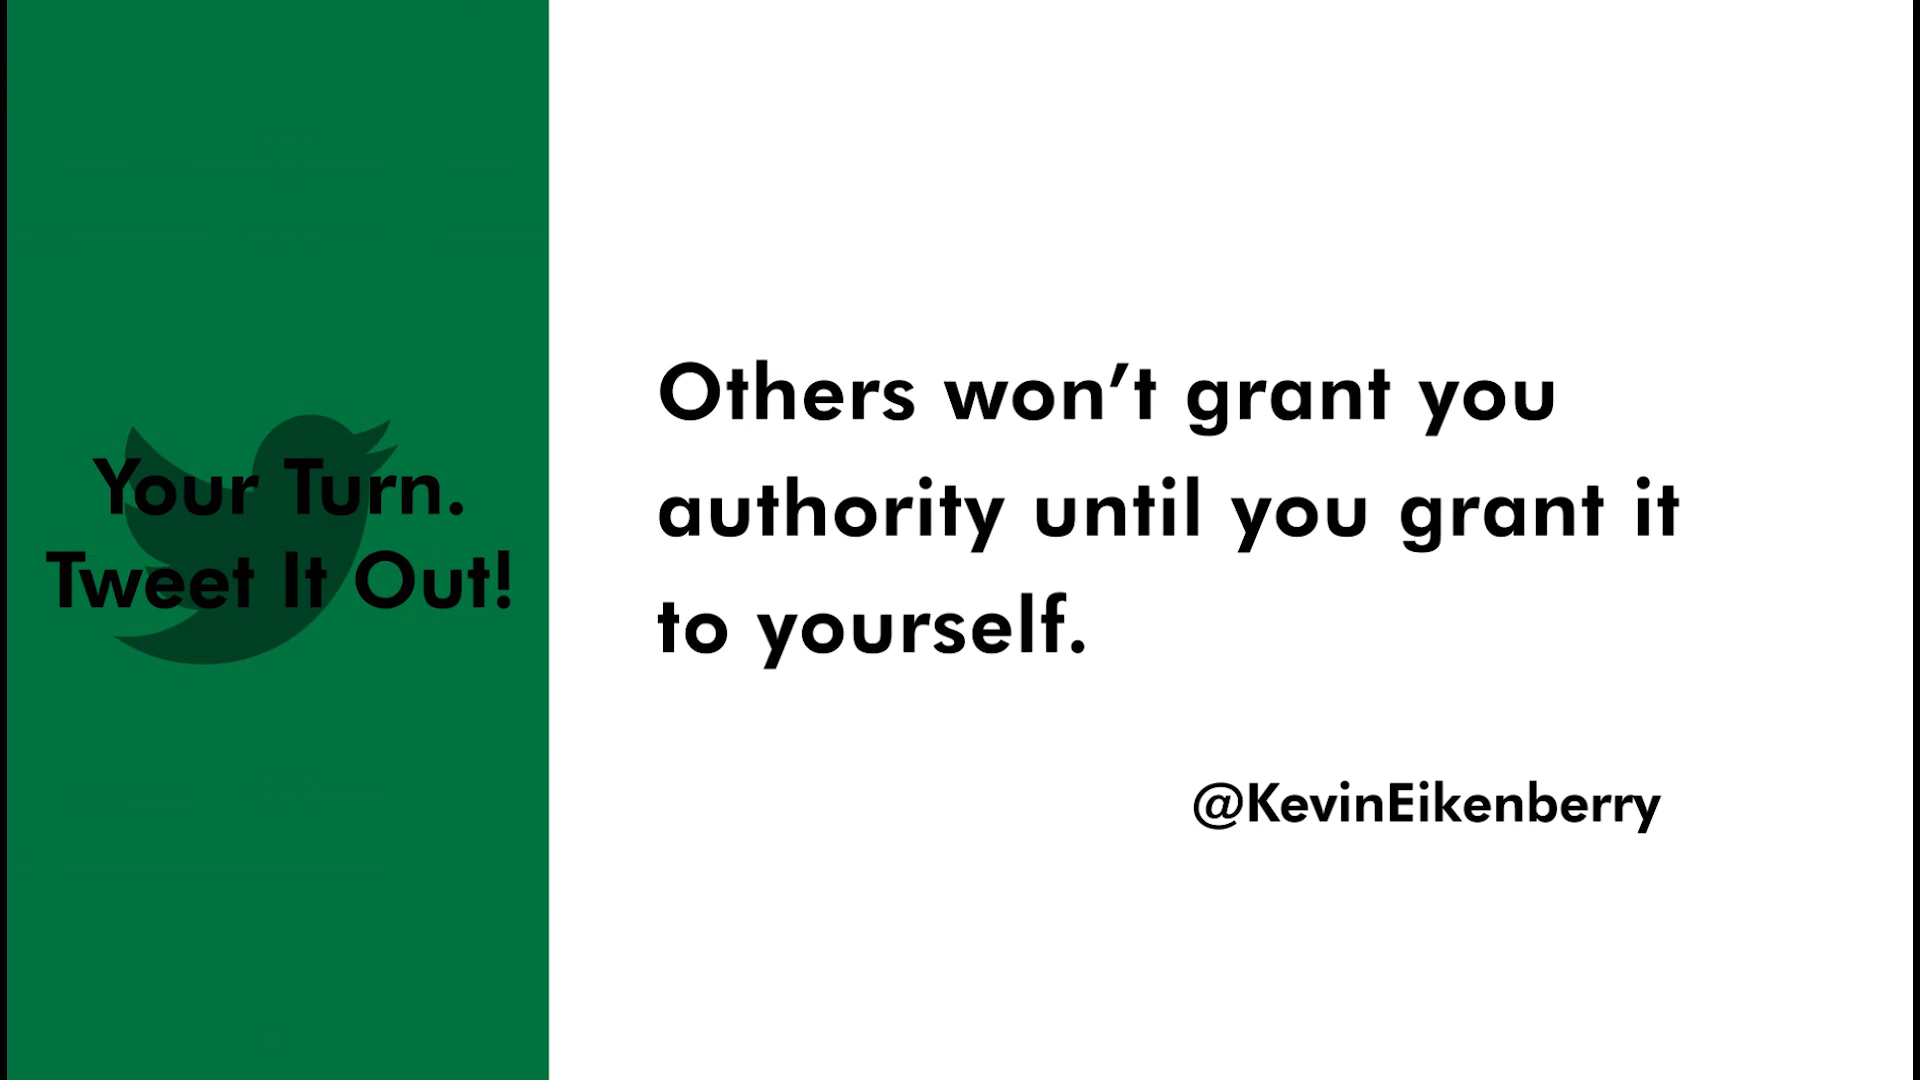 Your Turn.
Tweet It Out!
Others won’t grant you
authority until you grant it
to yourself.
@KevinEikenberry